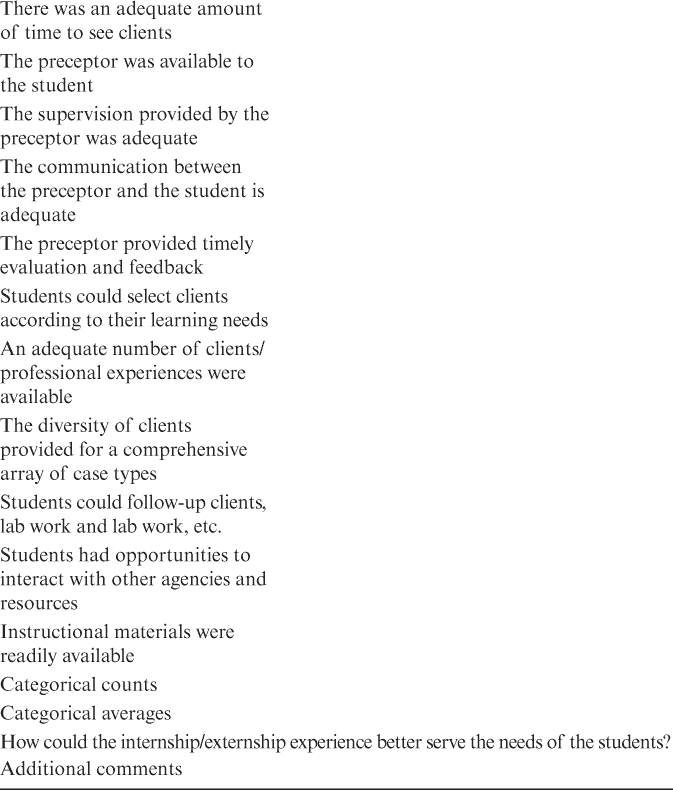 There was an adequate amount
of time to see clients
The preceptor was available to
the student
The supervision provided by the
preceptor was adequate
The communication between
the preceptor and the student is
adequate
The preceptor provided timely
evaluation and feedback
Students could select clients
according to their learning needs
An adequate number of clients/
professional experiences were
available
The diversity of clients
provided for a comprehensive
array of case types
Students could follow-up clients,
lab work and lab work, etc.
Students had opportunities to
interact with other agencies and
resources
Instructional materials were
readily available
Categorical counts
Categorical averages
How could the internship/externship experience better serve the needs of the students?
Additional comments